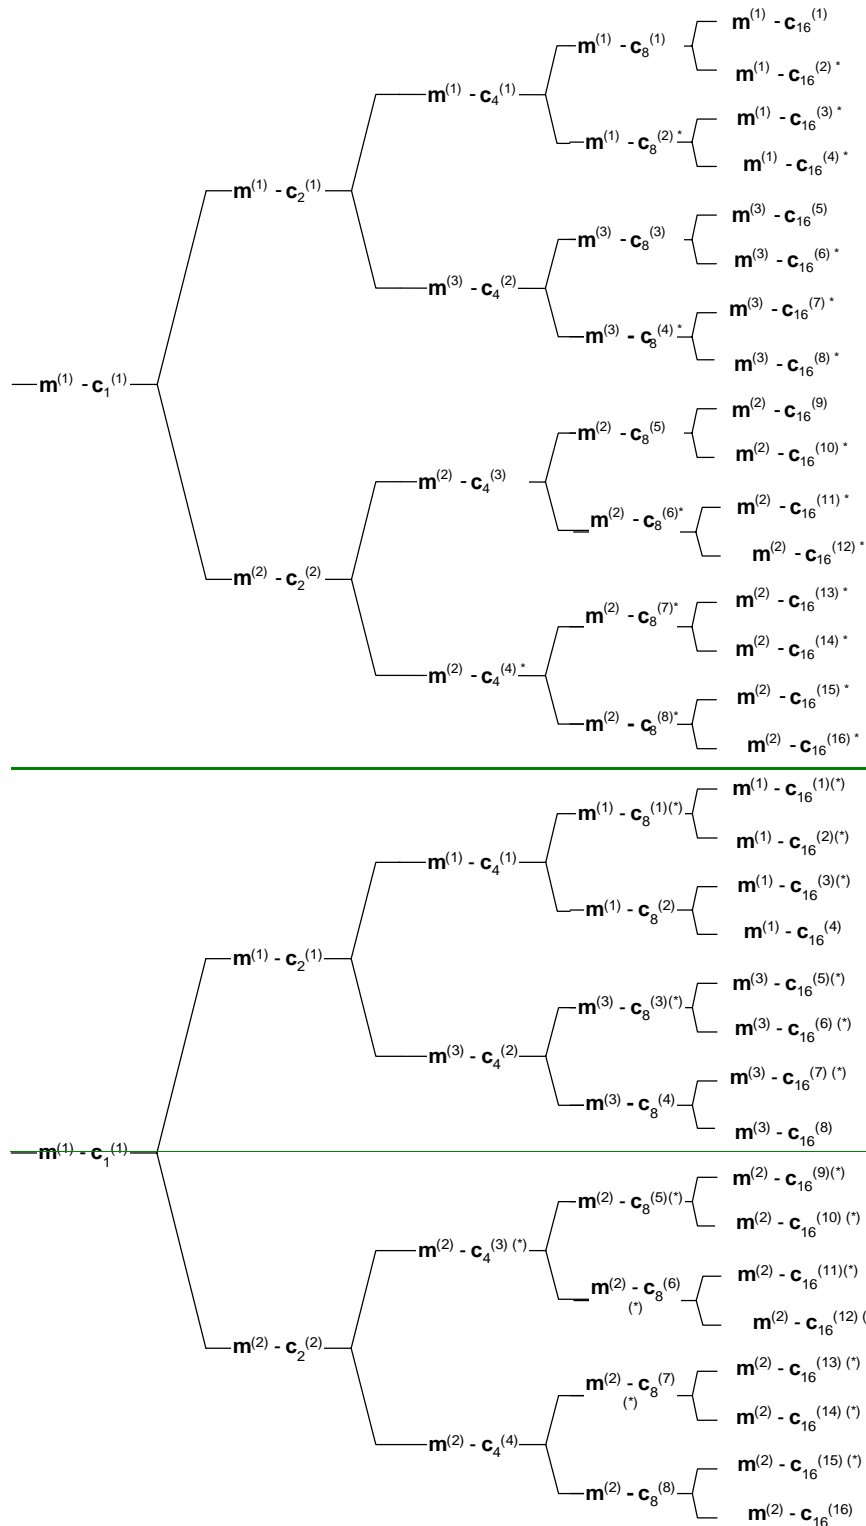 m(1) - c16(1)
m(1) - c8(1)
m(1) - c16(2) *
m(1) - c4(1)
m(1) - c16(3) *
m(1) - c8(2) *
m(1) - c16(4) *
m(1) - c2(1)
m(3) - c16(5)
m(3) - c8(3)
m(3) - c16(6) *
m(3) - c4(2)
m(3) - c16(7) *
m(3) - c8(4) *
m(3) - c16(8) *
m(1) - c1(1)
m(2) - c16(9)
m(2) - c8(5)
m(2) - c16(10) *
m(2) - c4(3)
m(2) - c16(11) *
m(2) - c8(6)*
m(2) - c16(12) *
m(2) - c2(2)
m(2) - c16(13) *
m(2) - c8(7)*
m(2) - c16(14) *
m(2) - c4(4) *
m(2) - c16(15) *
m(2) - c8(8)*
m(2) - c16(16) *
m(1) - c16(1)(*)
m(1) - c8(1)(*)
m(1) - c16(2)(*)
m(1) - c4(1)
m(1) - c16(3)(*)
m(1) - c8(2)
m(1) - c16(4)
m(1) - c2(1)
m(3) - c16(5)(*)
m(3) - c8(3)(*)
m(3) - c16(6) (*)
m(3) - c4(2)
m(3) - c16(7) (*)
m(3) - c8(4)
m(3) - c16(8)
m(1) - c1(1)
m(2) - c16(9)(*)
m(2) - c8(5)(*)
m(2) - c16(10) (*)
m(2) - c4(3) (*)
m(2) - c16(11)(*)
m(2) - c8(6)
(*)
m(2) - c16(12) (
m(2) - c2(2)
m(2) - c16(13) (*)
m(2) - c8(7)
(*)
m(2) - c16(14) (*)
m(2) - c4(4)
m(2) - c16(15) (*)
m(2) - c8(8)
m(2) - c16(16)